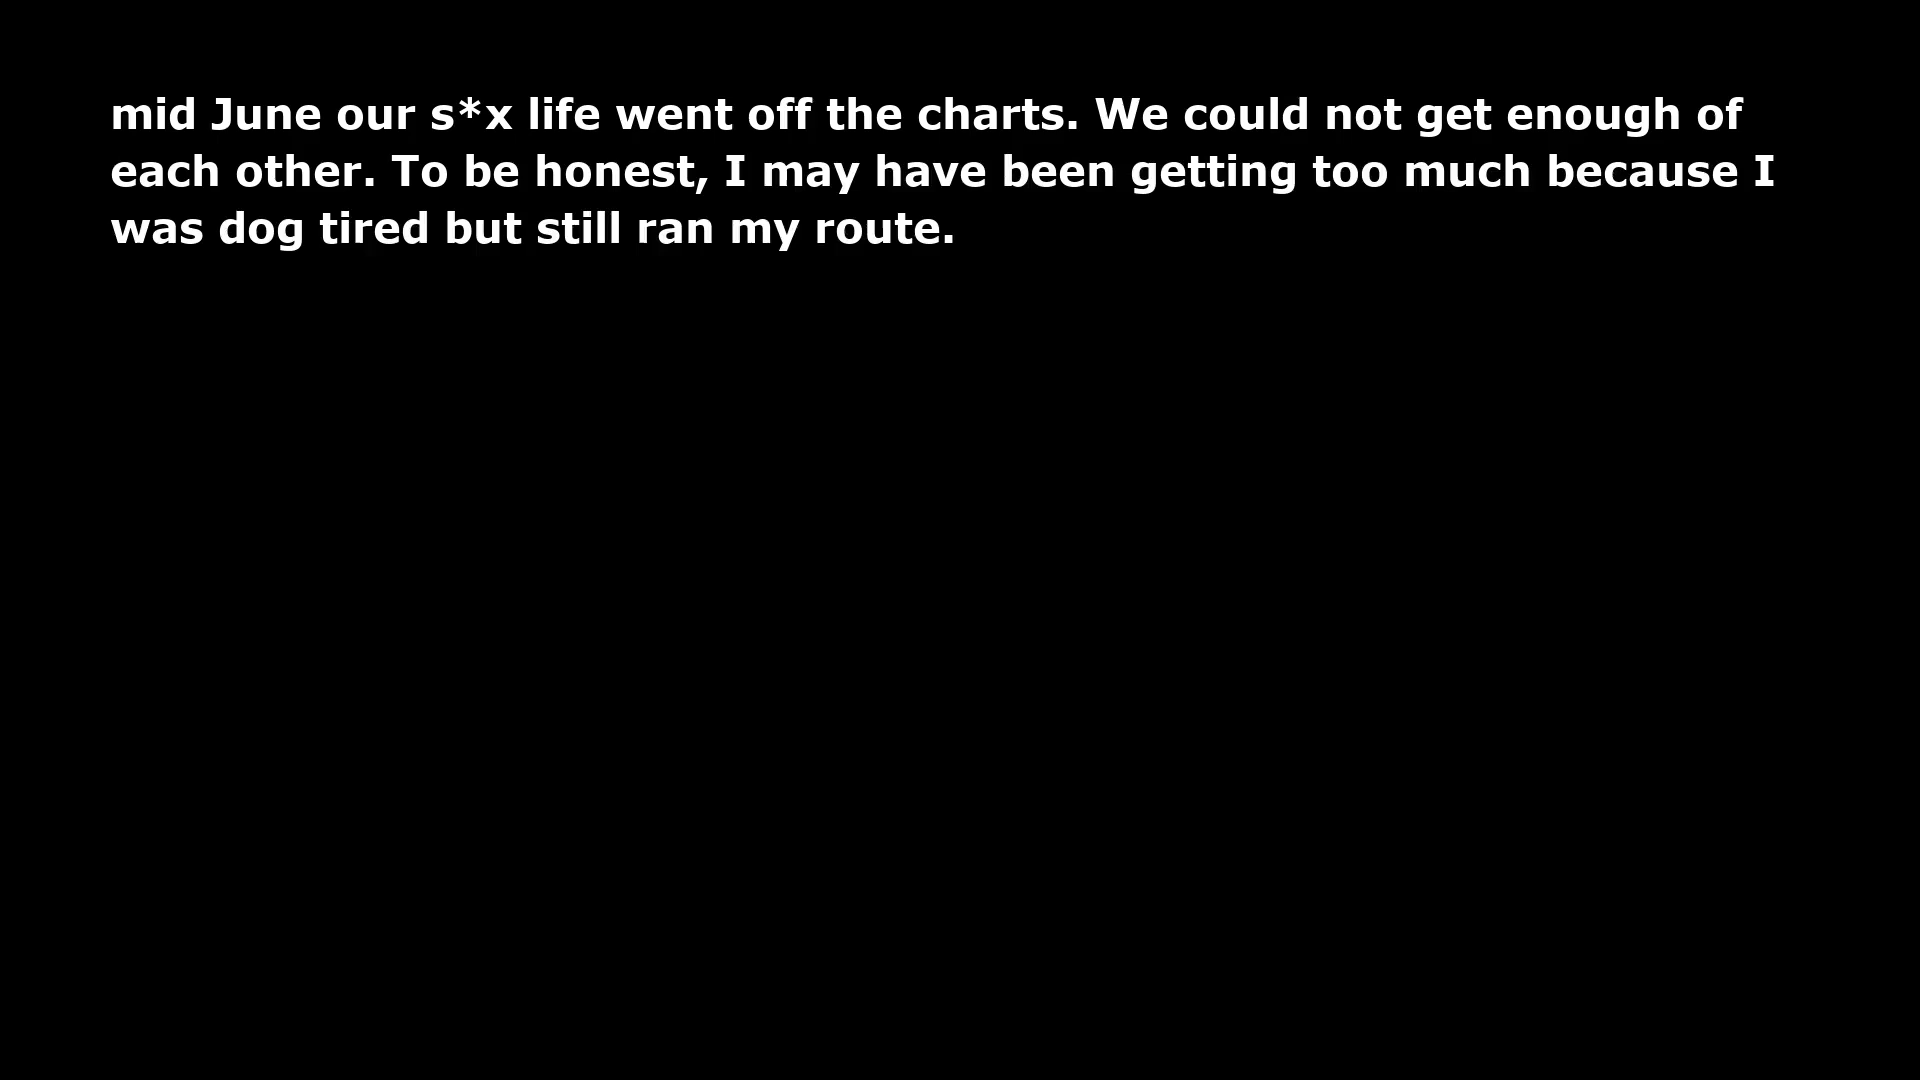 mid June our s*x life went off the charts. We could not get enough of
each other. To be honest, I may have been getting too much because I
was dog tired but still ran my route.